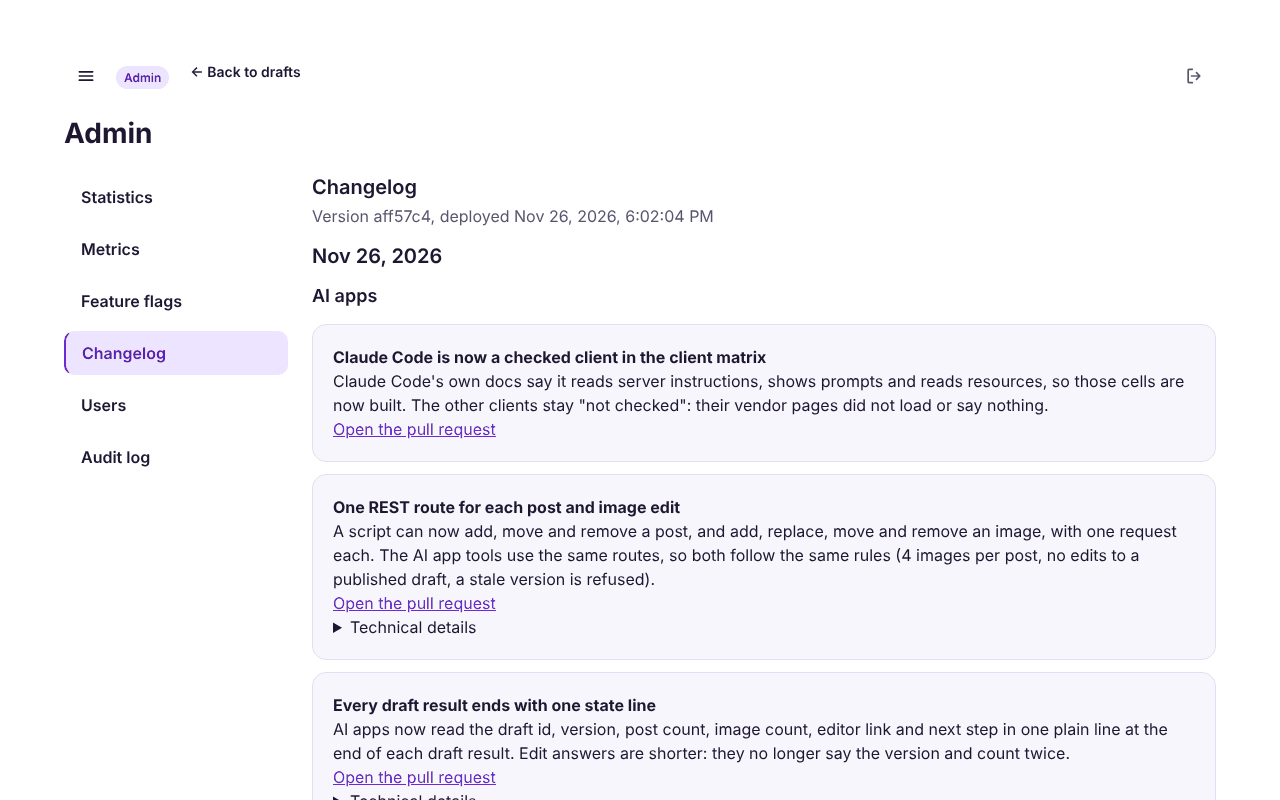 Admin
← Back to drafts
Admin
Statistics
Metrics
Feature flags
Changelog
Users
Audit log
Changelog
Version aff57c4, deployed Nov 26, 2026, 6:02:04 PM
Nov 26, 2026
AI apps
Claude Code is now a checked client in the client matrix
Claude Code's own docs say it reads server instructions, shows prompts and reads resources, so those cells are
now built. The other clients stay "not checked": their vendor pages did not load or say nothing.
Open the pull request
One REST route for each post and image edit
A script can now add, move and remove a post, and add, replace, move and remove an image, with one request
each. The AI app tools use the same routes, so both follow the same rules (4 images per post, no edits to a
published draft, a stale version is refused).
Open the pull request
Technical details
Every draft result ends with one state line
AI apps now read the draft id, version, post count, image count, editor link and next step in one plain line at the
end of each draft result. Edit answers are shorter: they no longer say the version and count twice.
Open the pull request
Technical details